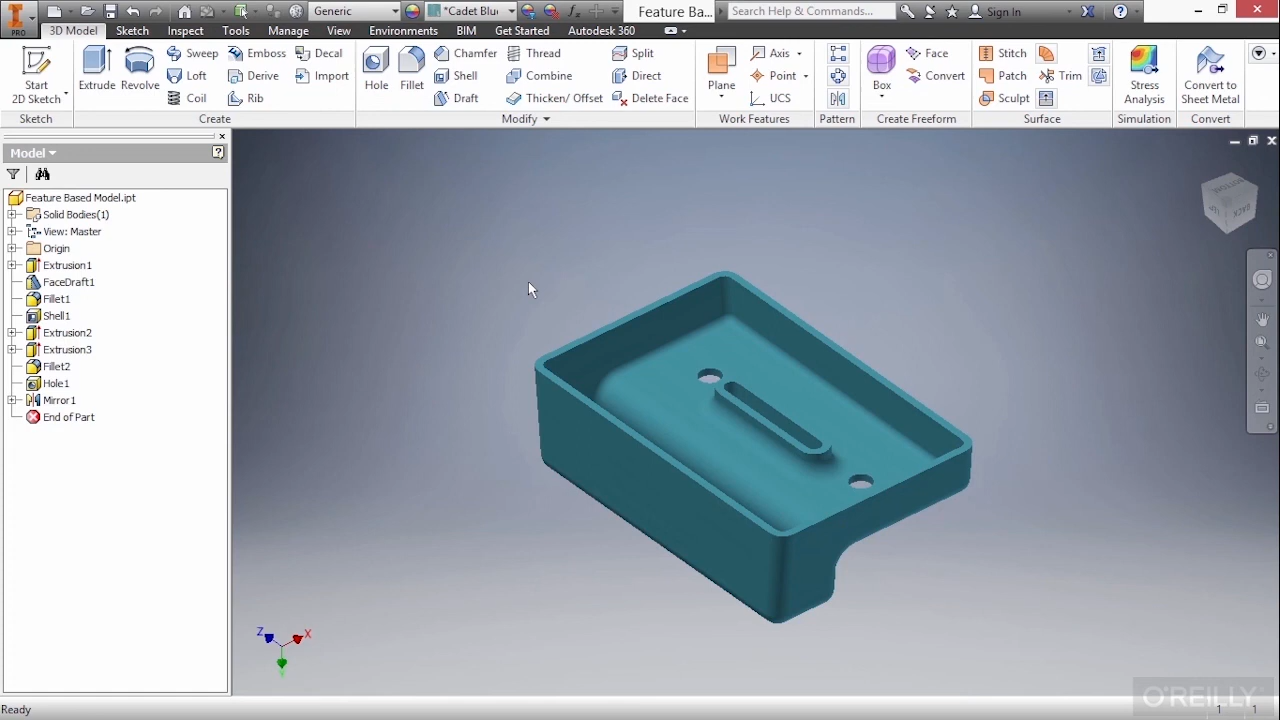 PRO
Generic
*Cadet Blue
fx
Feature Ba...
Search Help & Commands...
Sign In
3D Model Sketch Inspect Tools Manage View Environments BIM Get Started Autodesk 360
Start
2D Sketch
Extrude
Revolve
Sweep
Loft
Coil
Emboss
Derive
Rib
Decal
Import
Hole
Fillet
Chamfer
Shell
Draft
Thread
Combine
Thicken/ Offset
Split
Direct
Delete Face
Plane
Axis
Point
UCS
Box
Face
Convert
Stitch
Patch
Sculpt
Trim
Stress
Analysis
Convert to
Sheet Metal
Sketch Create Modify Work Features Pattern Create Freeform Surface Simulation Convert
Model
Feature Based Model.ipt
Solid Bodies(1)
View: Master
Origin
Extrusion1
FaceDraft1
Fillet1
Shell1
Extrusion2
Extrusion3
Fillet2
Hole1
Mirror1
End of Part
BOTTOM
BACK
Z X
O'REILLY
Ready 1 1